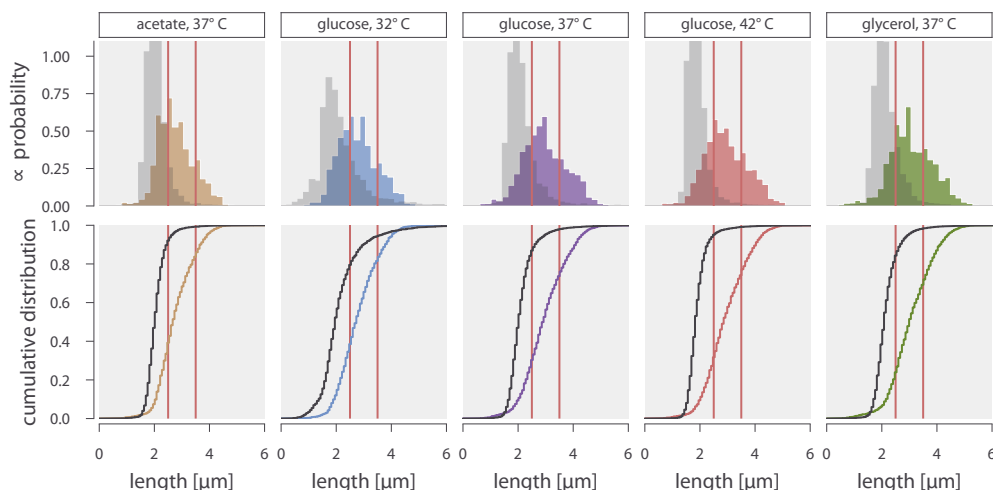 acetate, 37° C
glucose, 32° C
glucose, 37° C
glucose, 42° C
glycerol, 37° C
∝ probability
1.00
0.75
0.50
0.25
0.00
cumulative distribution
1.0
0.8
0.6
0.4
0.2
0.0
0 2 4 6 0 2 4 6 0 2 4 6 0 2 4 6 0 2 4 6
length [µm] length [µm] length [µm] length [µm] length [µm]